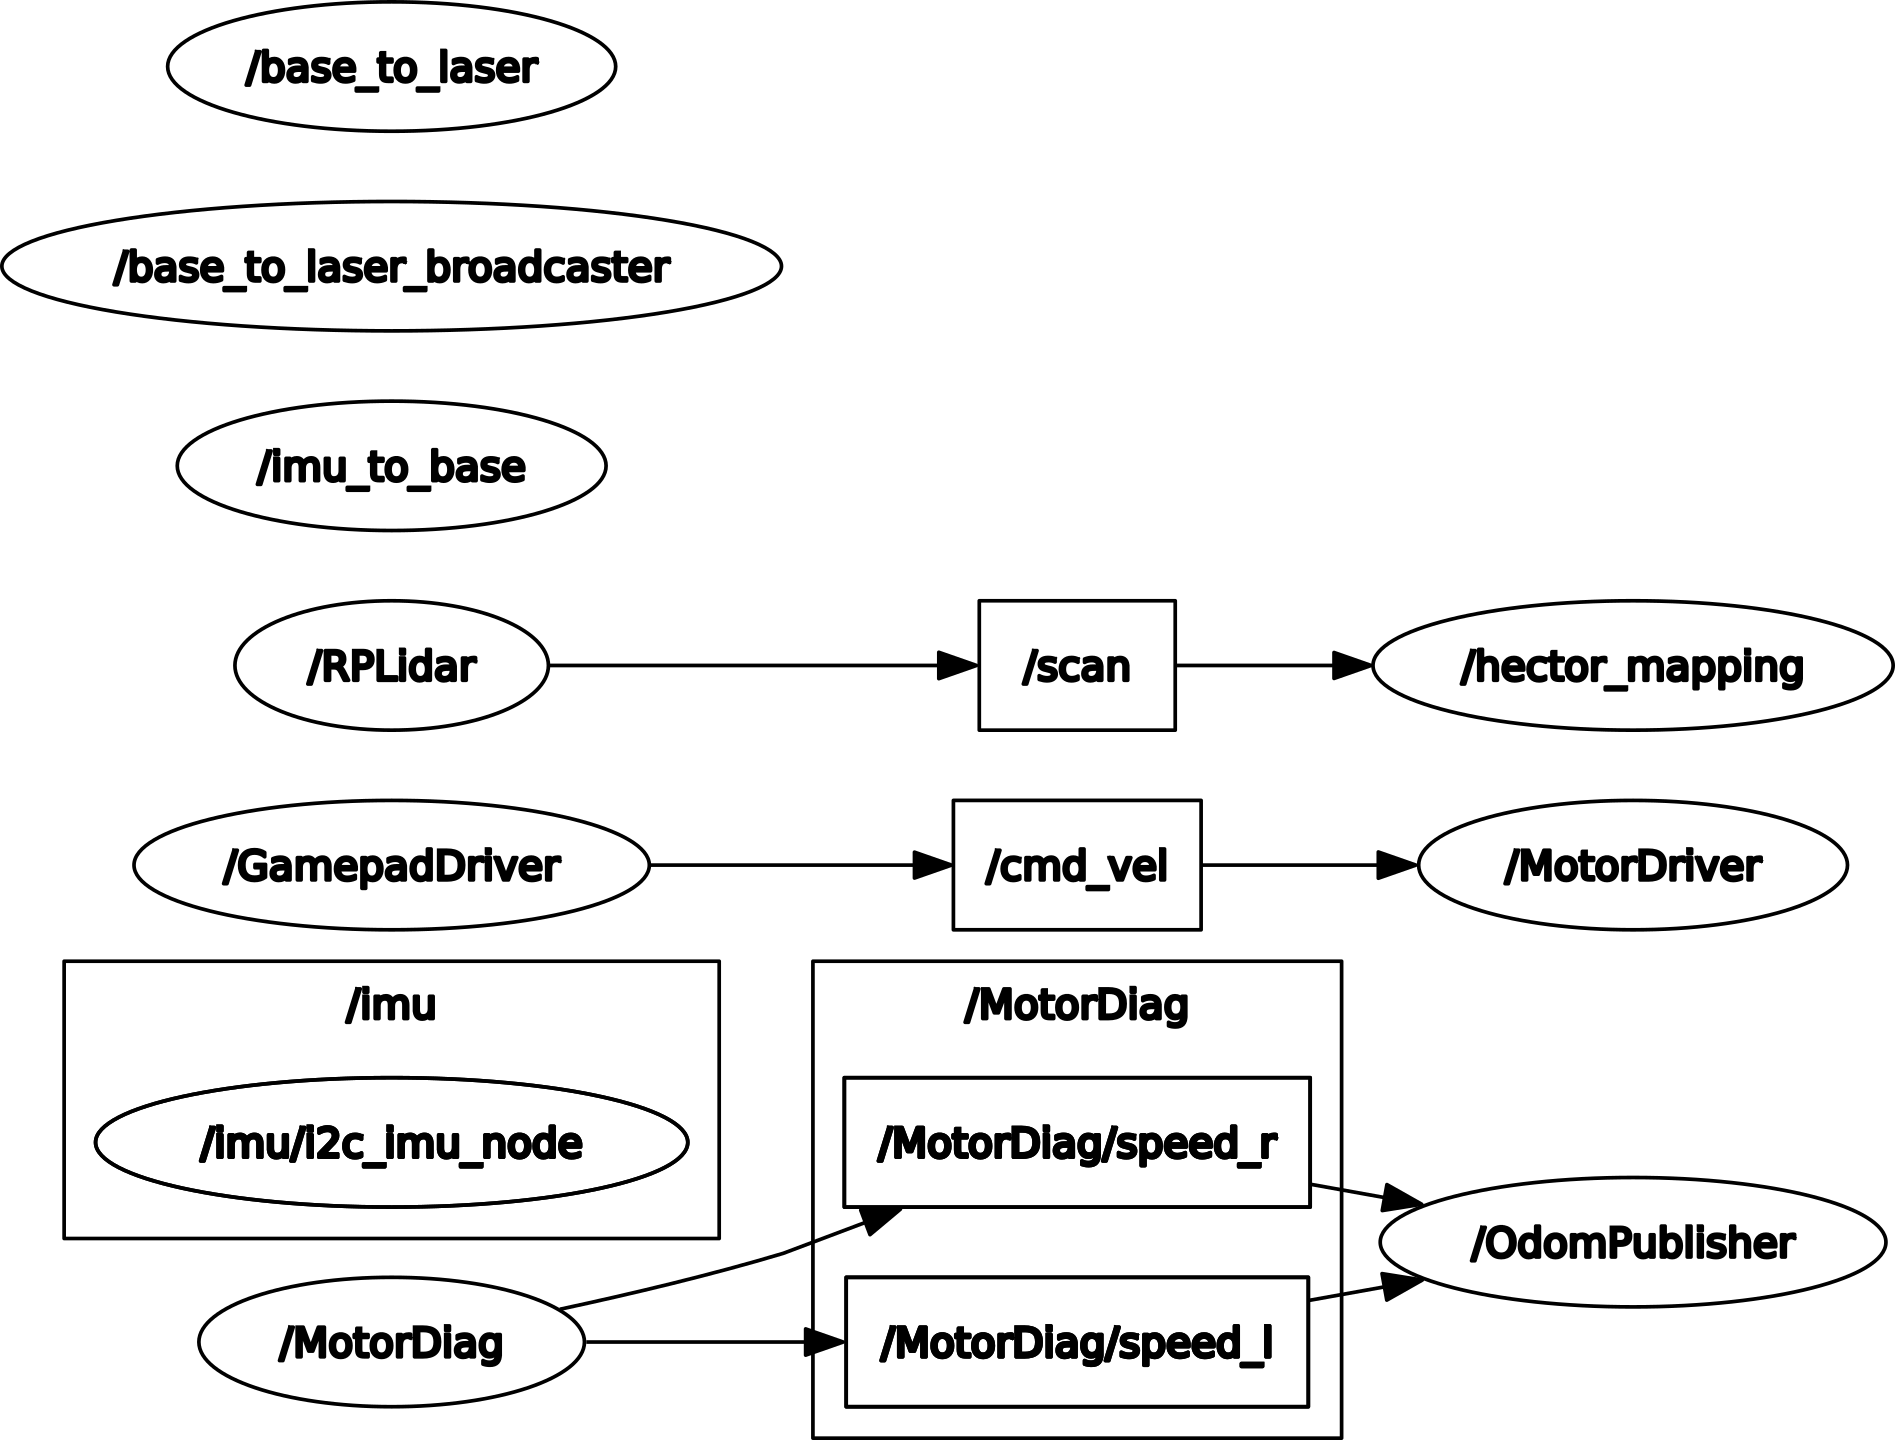 /base_to_laser
/base_to_laser_broadcaster
/imu_to_base
/RPLidar
/scan
/hector_mapping
/GamepadDriver
/cmd_vel
/MotorDriver
/imu
/MotorDiag
/imu/i2c_imu_node
/MotorDiag/speed_r
/OdomPublisher
/MotorDiag
/MotorDiag/speed_l